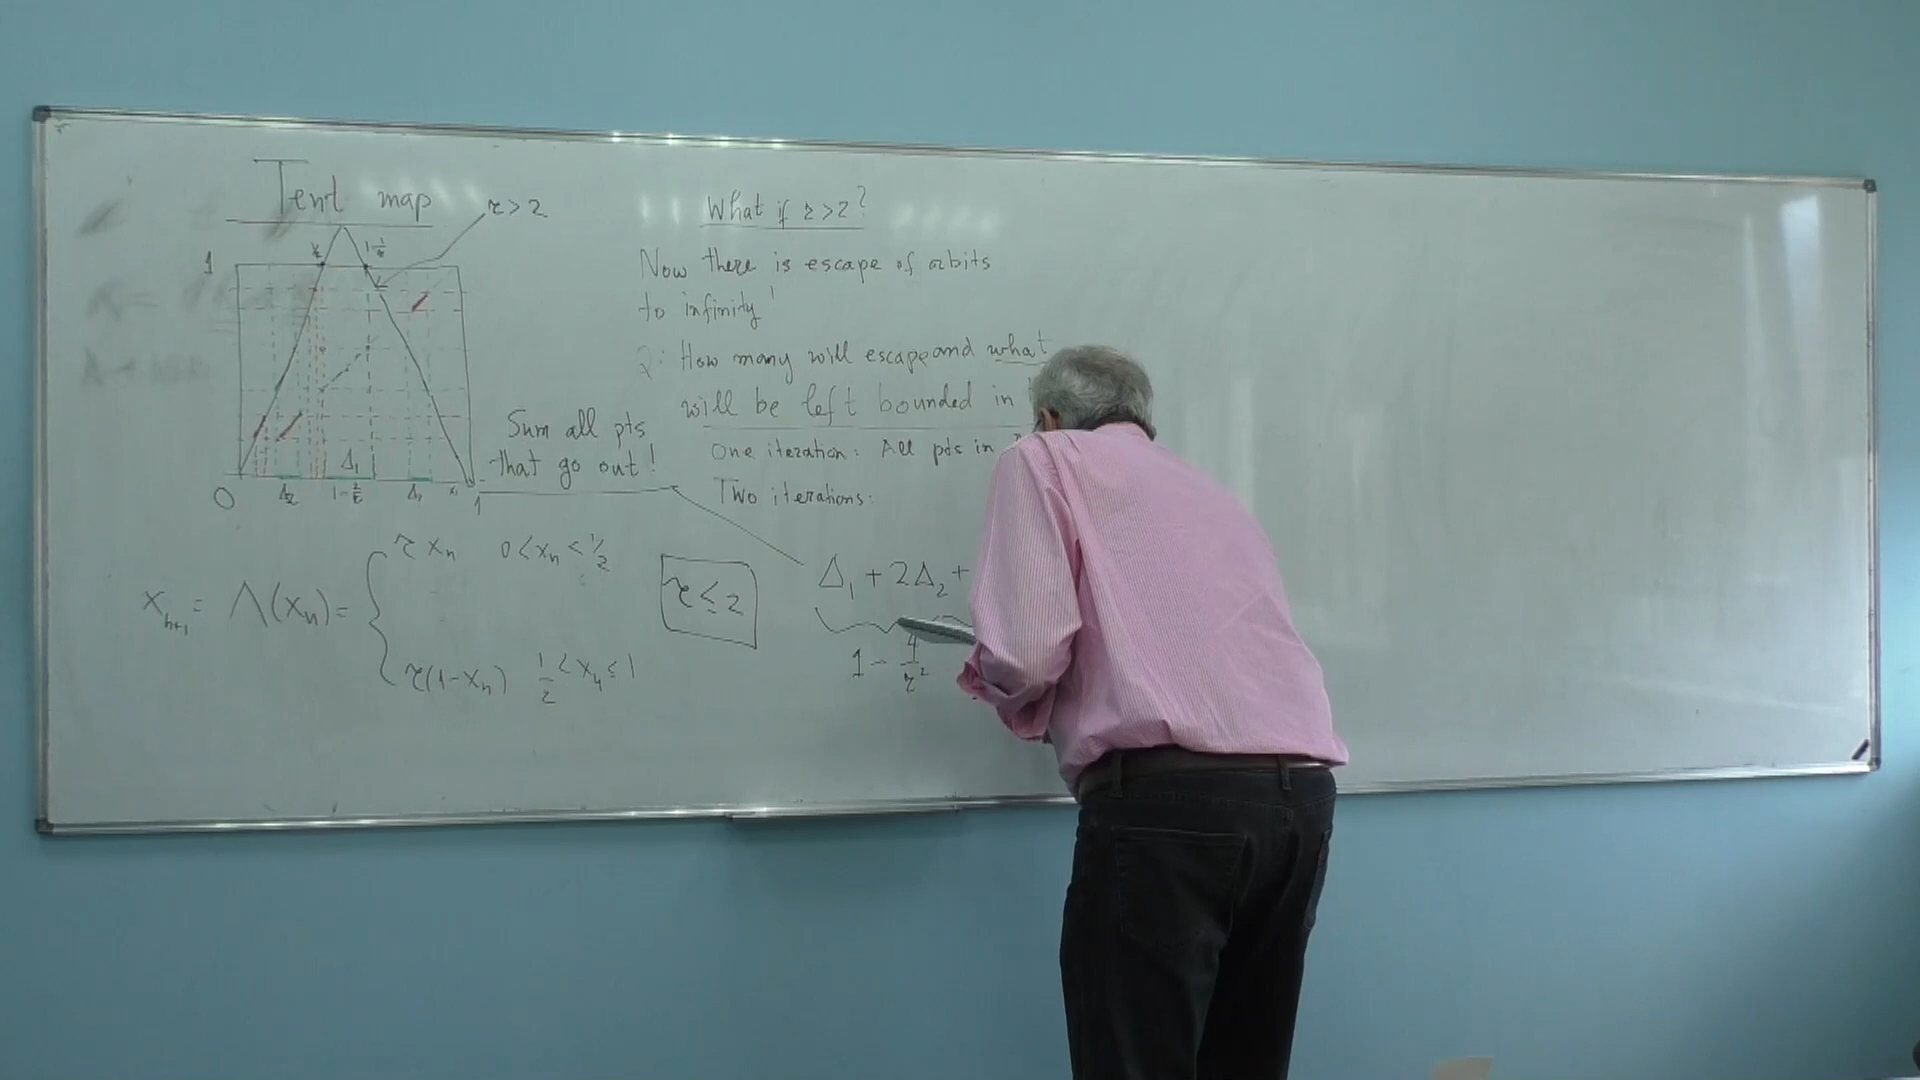 Tent map
r > 2
1/r
1-1/r
1
Δ₁
0
Δ₂
1-2/r
Δ₂
1
Sum all pts
that go out!
x_{n+1} = Λ(x_n) = { r x_n 0 < x_n < 1/2
r(1-x_n) 1/2 < x_n ≤ 1
r ≤ 2
What if r > 2?
Now there is escape of orbits
to infinity!
Q: How many will escape and what
will be left bounded in
One iteration: All pts in
Two iterations:
Δ₁ + 2Δ₂ +
1 - 4/r²